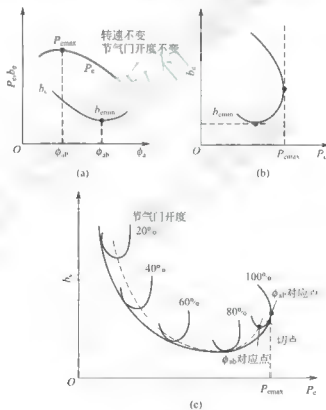 Pemax
转速不变
节气门开度不变
Pe
be
bemin
Pe,be
O
ϕab
ϕab
ϕa
(a)
be
bemin
O
Pemax
Pe
(b)
be
节气门开度
20%
40%
60%
80%
100%
ϕab对应点
切点
ϕab对应点
O
Pemax
Pe
(c)